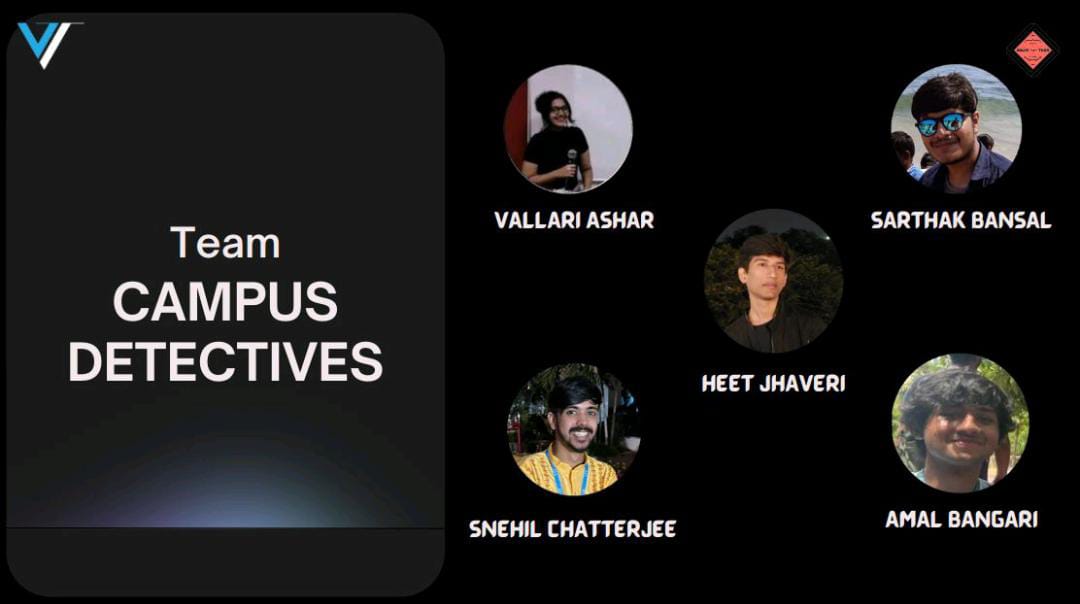 Team
CAMPUS
DETECTIVES
VALLARI ASHAR
SARTHAK BANSAL
HEET JHAVERI
SNEHIL CHATTERJEE
AMAL BANGARI